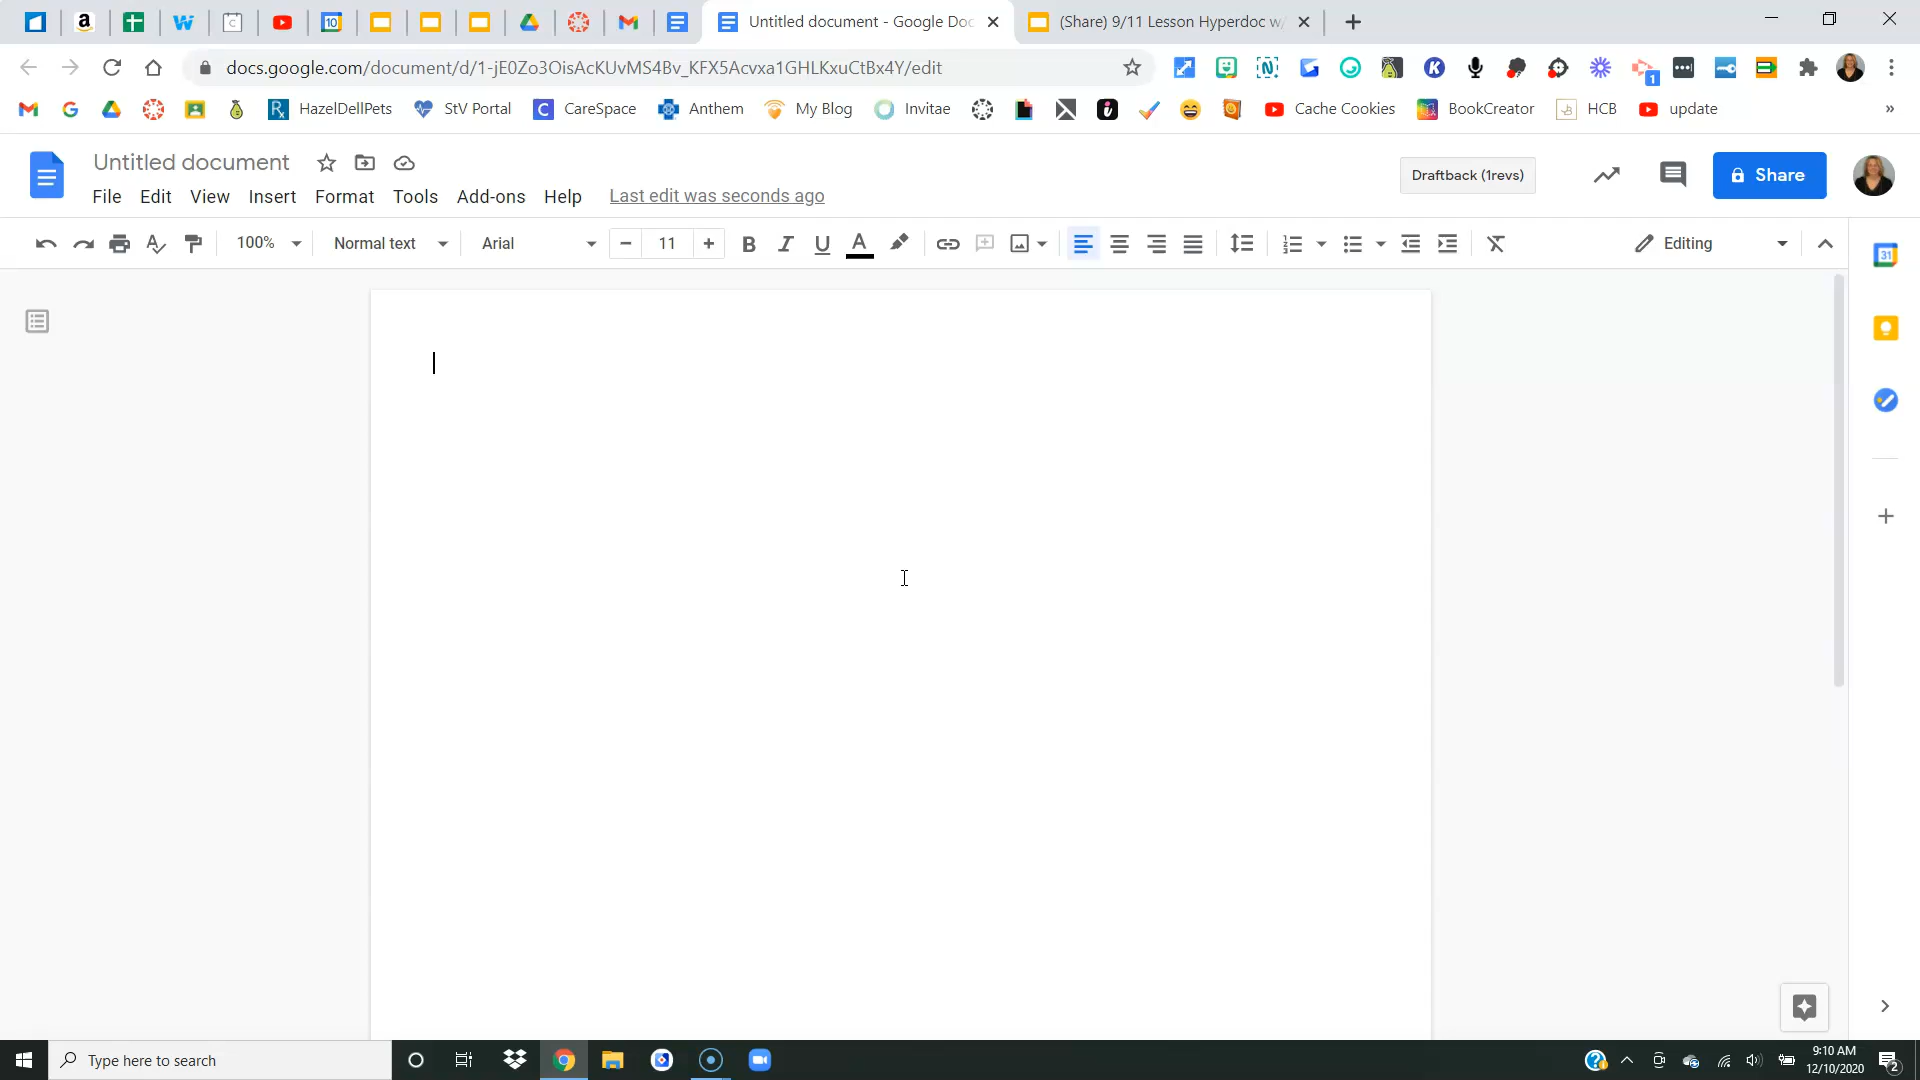 Untitled document - Google Doc
(Share) 9/11 Lesson Hyperdoc w/
docs.google.com/document/d/1-jE0Zo3OisAcKUvMS4Bv_KFX5Acvxa1GHLKxuCtBx4Y/edit
HazelDellPets StV Portal CareSpace Anthem My Blog Invitae Cache Cookies BookCreator HCB update »
Untitled document
Draftback (1revs) Share
File Edit View Insert Format Tools Add-ons Help Last edit was seconds ago
100% Normal text Arial 11 B I U A Editing
31
Type here to search
9:10 AM
12/10/2020
2